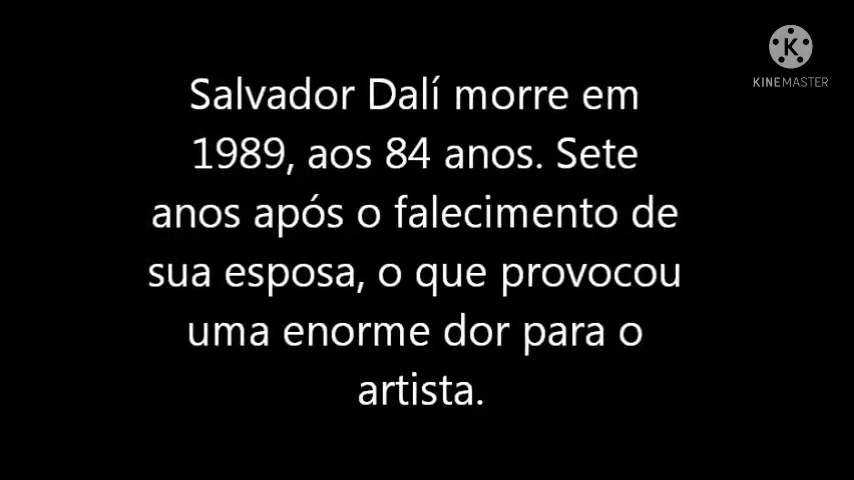 Salvador Dalí morre em
1989, aos 84 anos. Sete
anos após o falecimento de
sua esposa, o que provocou
uma enorme dor para o
artista.
K
KINEMASTER